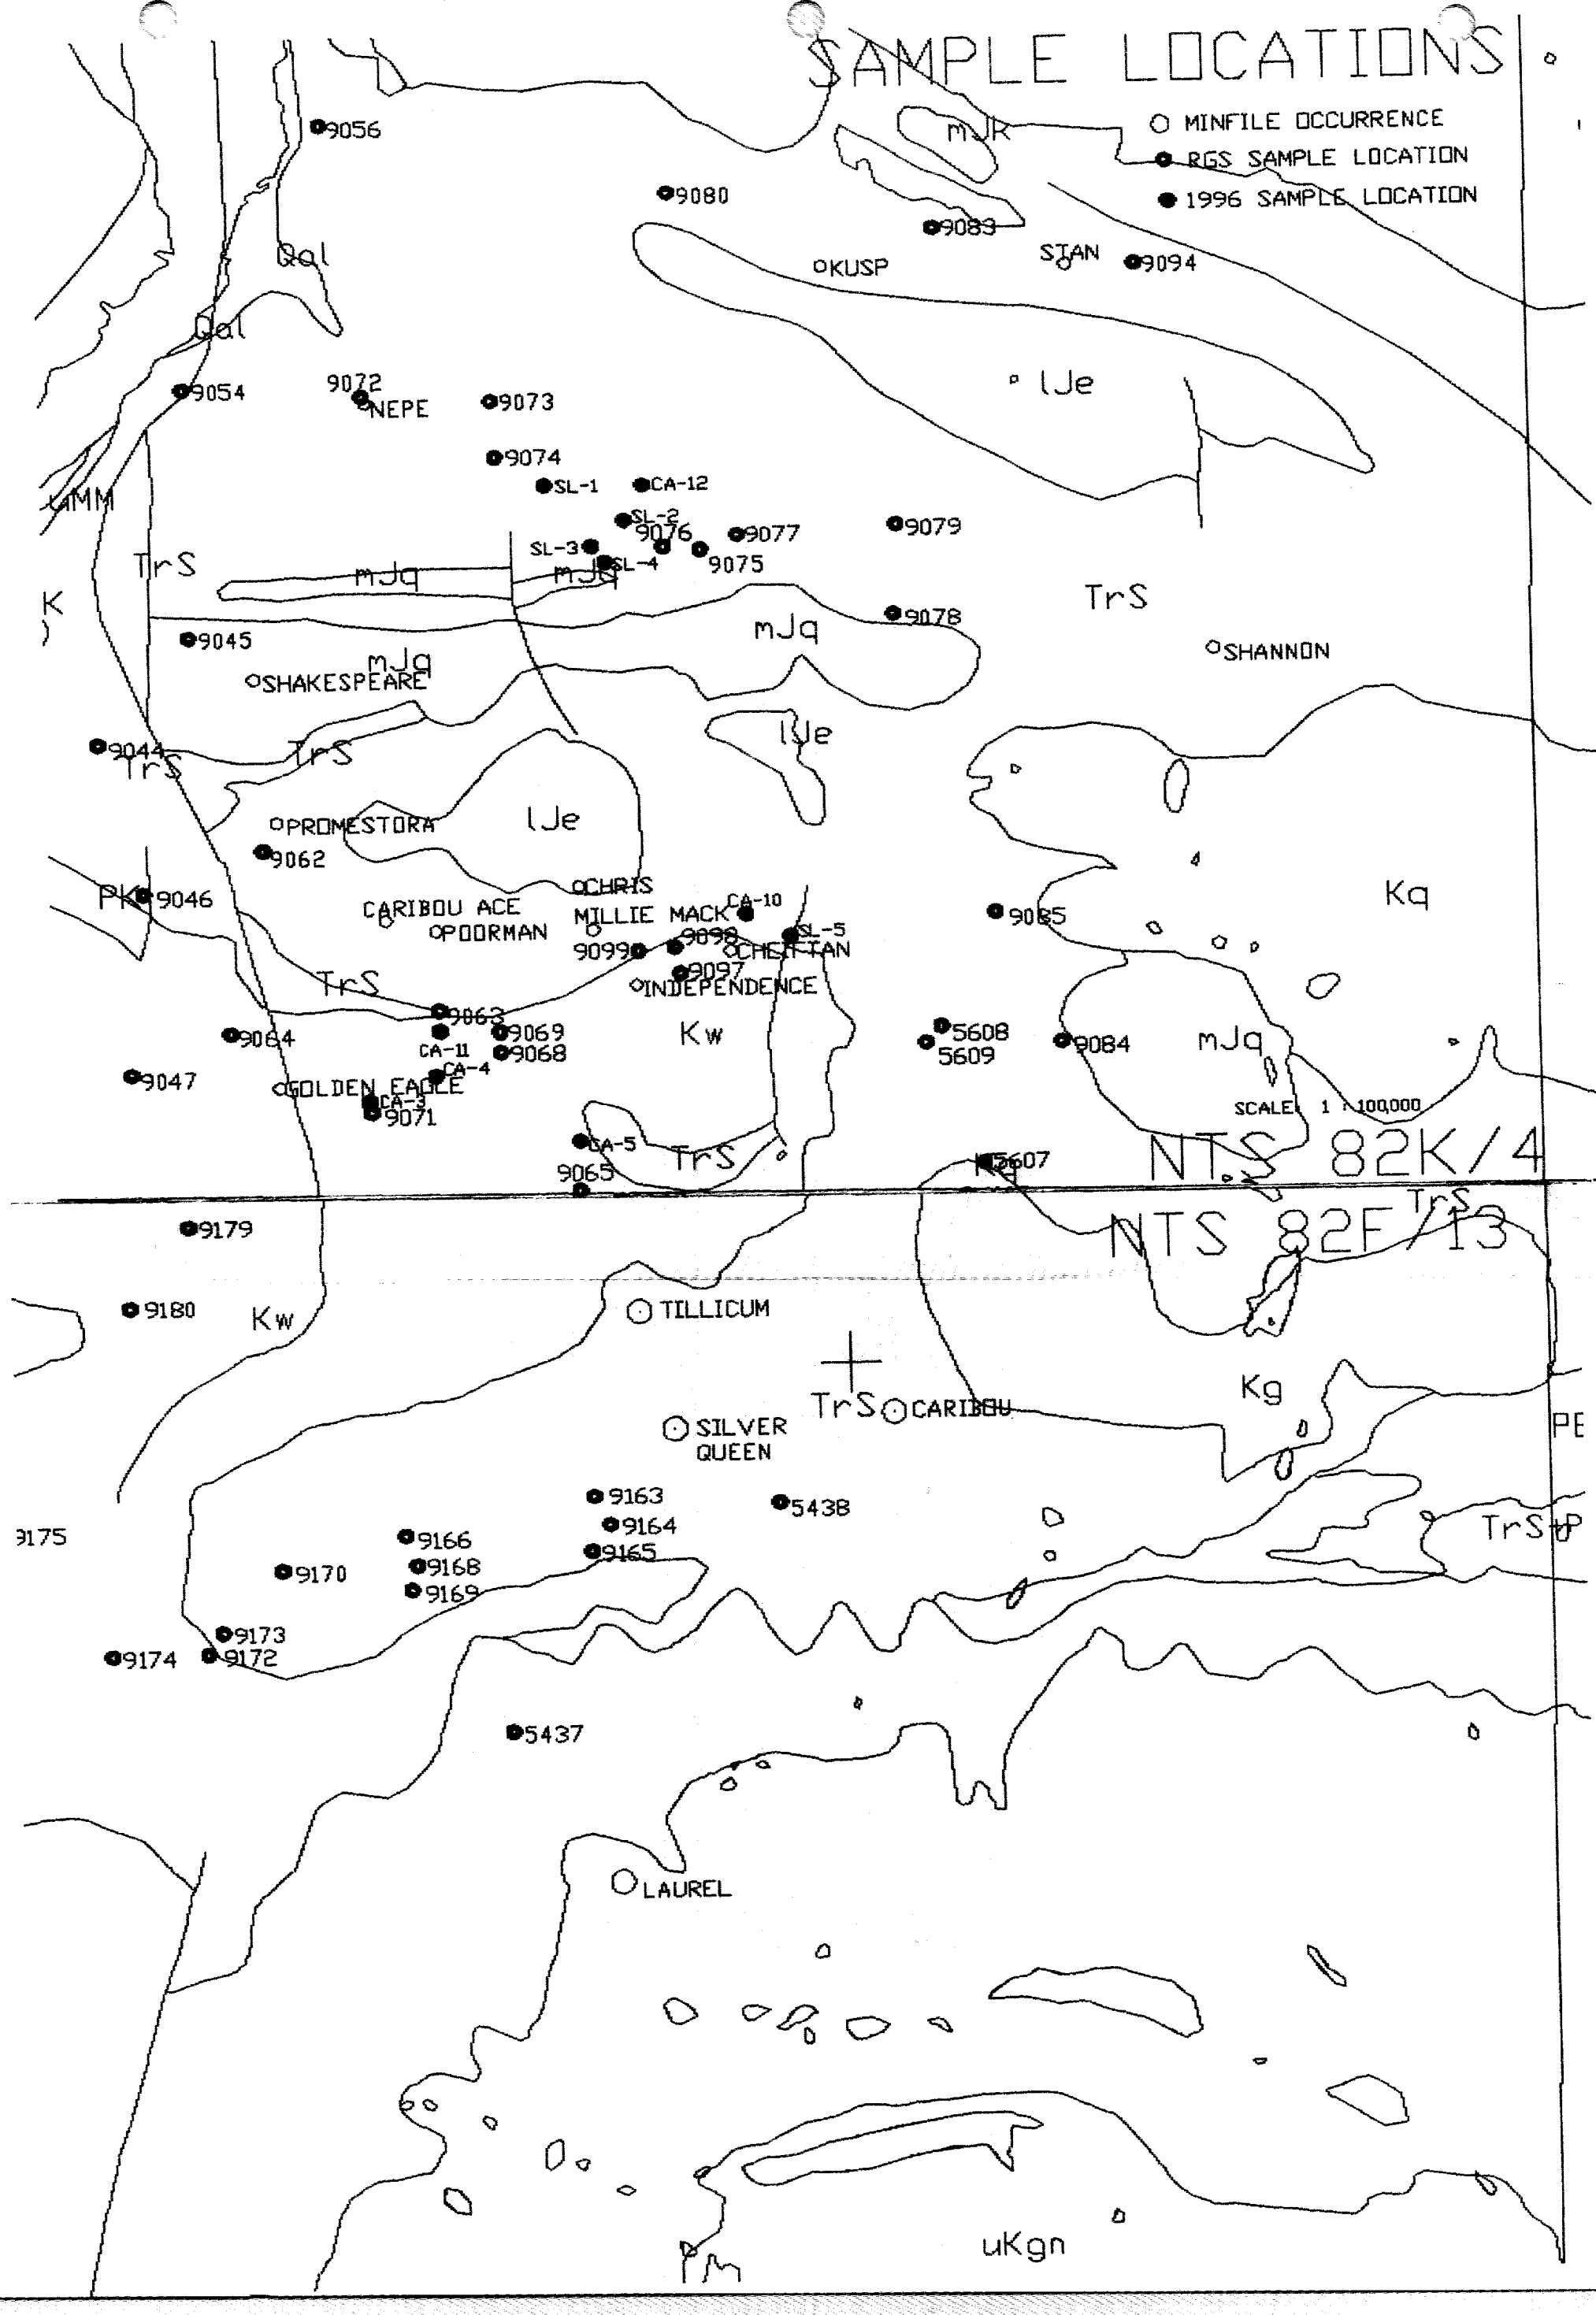 SAMPLE LOCATIONS
MINFILE OCCURRENCE
RGS SAMPLE LOCATION
1996 SAMPLE LOCATION
9056
mJk
9080
9083
STAN
9094
KUSP
Qal
Qal
9054
9072
NEPE
9073
lJe
9074
SL-1
CA-12
uMM
SL-2
9076
9077
9079
SL-3
SL-4
9075
TrS
mJq
mJq
TrS
K
9078
mJq
9045
mJq
SHANNON
SHAKESPEARE
9044
TrS
TrS
lJe
PROMESTORA
lJe
9062
CHRIS
Kq
PK
9046
CARIBOU ACE
MILLIE MACK
CA-10
9085
POORMAN
9098
SL-5
9099
9097
INDEPENDENCE
TrS
9063
9069
Kw
5608
9064
CA-11
9068
5609
9084
mJq
9047
CA-4
GOLDEN EAGLE
CA-3
9071
SCALE 1 : 100,000
CA-5
TrS
5607
NTS 82K/4
9065
TrS
9179
NTS 82F/13
9180
Kw
TILLICUM
Kg
TrS
CARIBOU
SILVER
QUEEN
PE
9163
5438
9175
9166
9164
TrS
9170
9168
9165
9169
9173
9174
9172
5437
LAUREL
uKgn